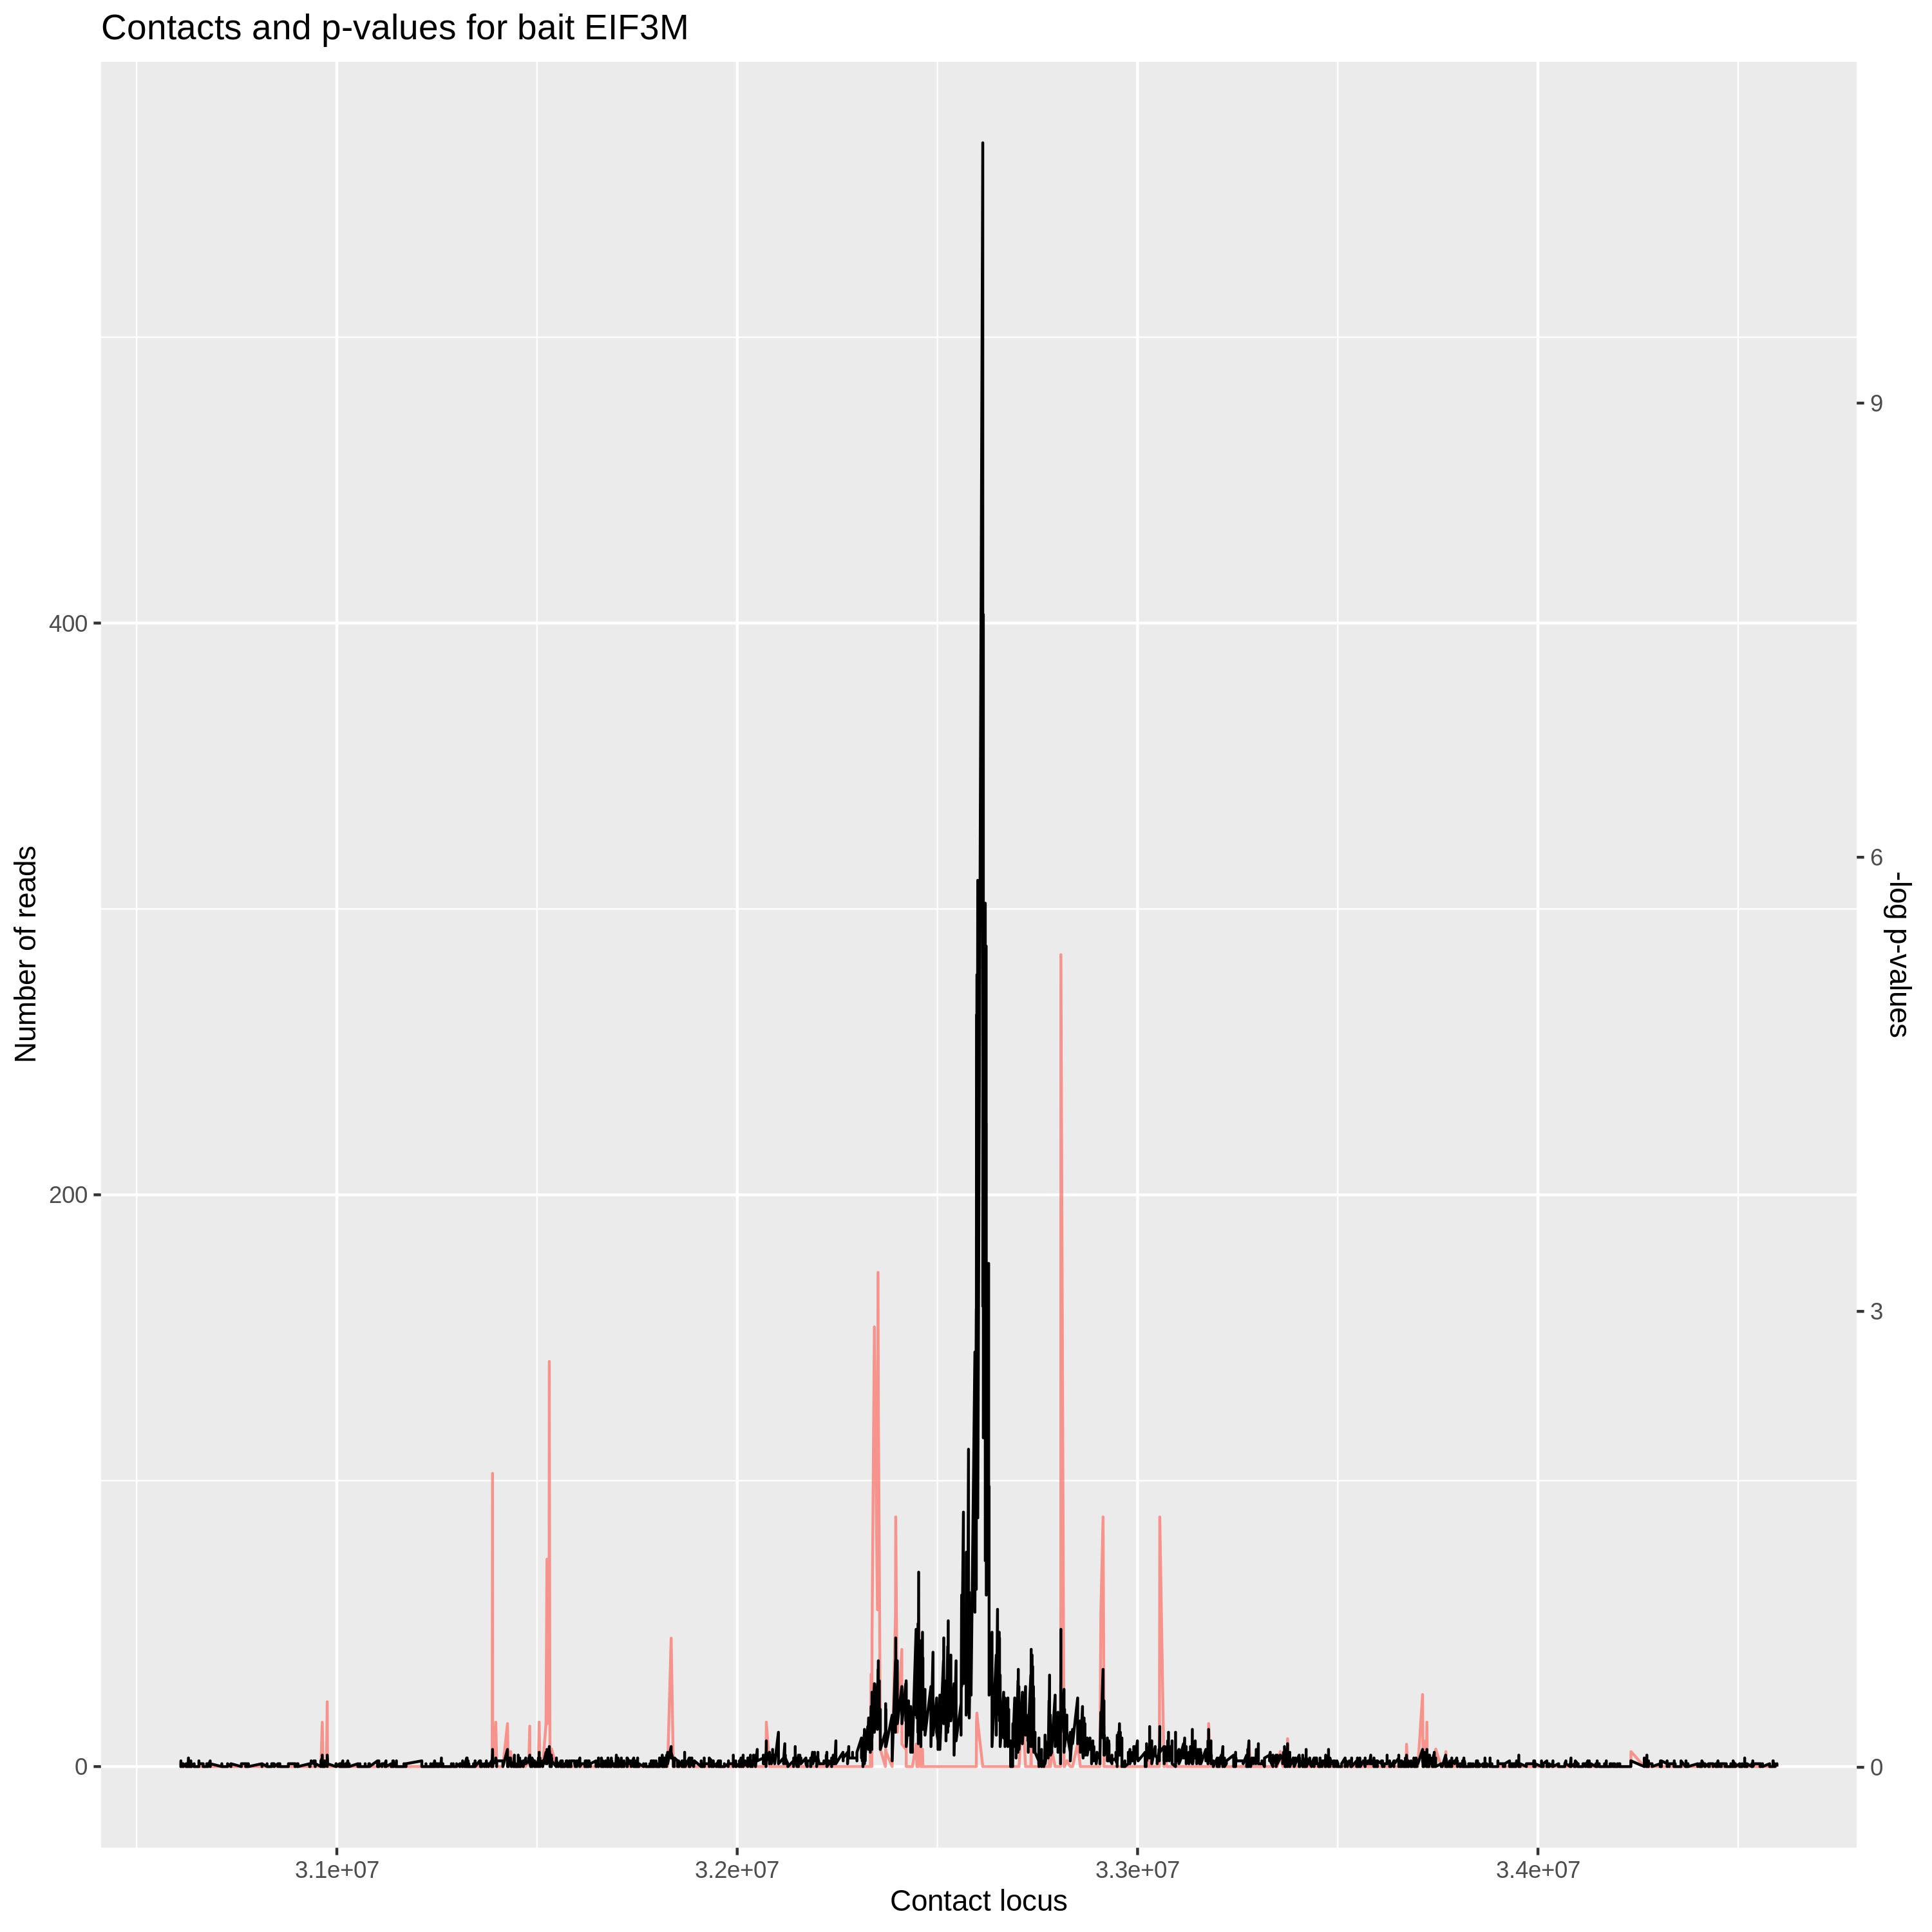 Contacts and p-values for bait EIF3M
Number of reads
400
200
0
9
6
3
0
-log p-values
3.1e+07
3.2e+07
3.3e+07
3.4e+07
Contact locus